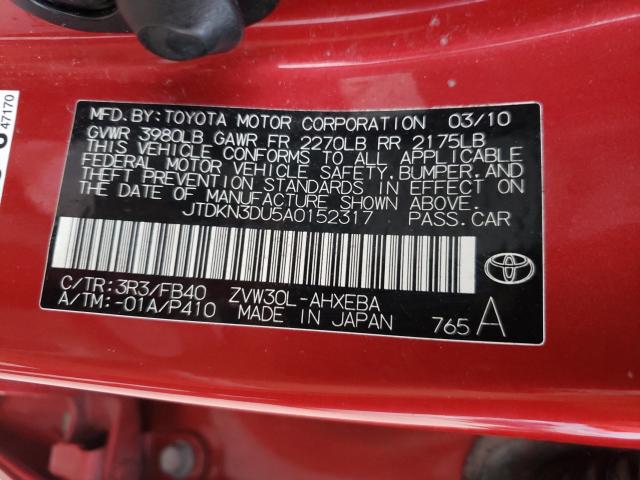 MFD. BY: TOYOTA MOTOR CORPORATION 03/10
GVWR 3980LB GAWR FR 2270LB RR 2175LB
THIS VEHICLE CONFORMS TO ALL APPLICABLE
FEDERAL MOTOR VEHICLE SAFETY, BUMPER, AND
THEFT PREVENTION STANDARDS IN EFFECT ON
THE DATE OF MANUFACTURE SHOWN ABOVE.
JTDKN3DU5A0152317 PASS. CAR
C/TR: 3R3/FB40 ZVW30L-AHXEBA
A/TM: -01A/P410 MADE IN JAPAN 765 A
47170